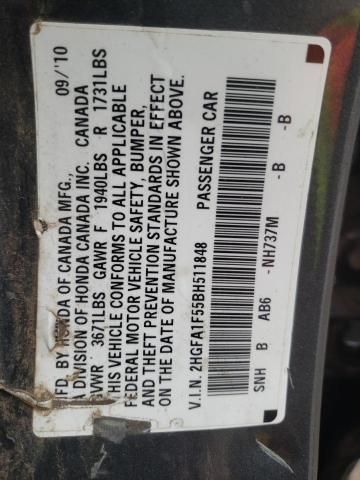 MFD. BY HONDA OF CANADA MFG., 09/'10
A DIVISION OF HONDA CANADA INC. CANADA
GVWR 3671LBS GAWR F 1940LBS R 1731LBS
THIS VEHICLE CONFORMS TO ALL APPLICABLE
FEDERAL MOTOR VEHICLE SAFETY, BUMPER,
AND THEFT PREVENTION STANDARDS IN EFFECT
ON THE DATE OF MANUFACTURE SHOWN ABOVE.
V.I.N. 2HGFA1F55BH511848 PASSENGER CAR
SNH B AB6 -B -B
-NH737M